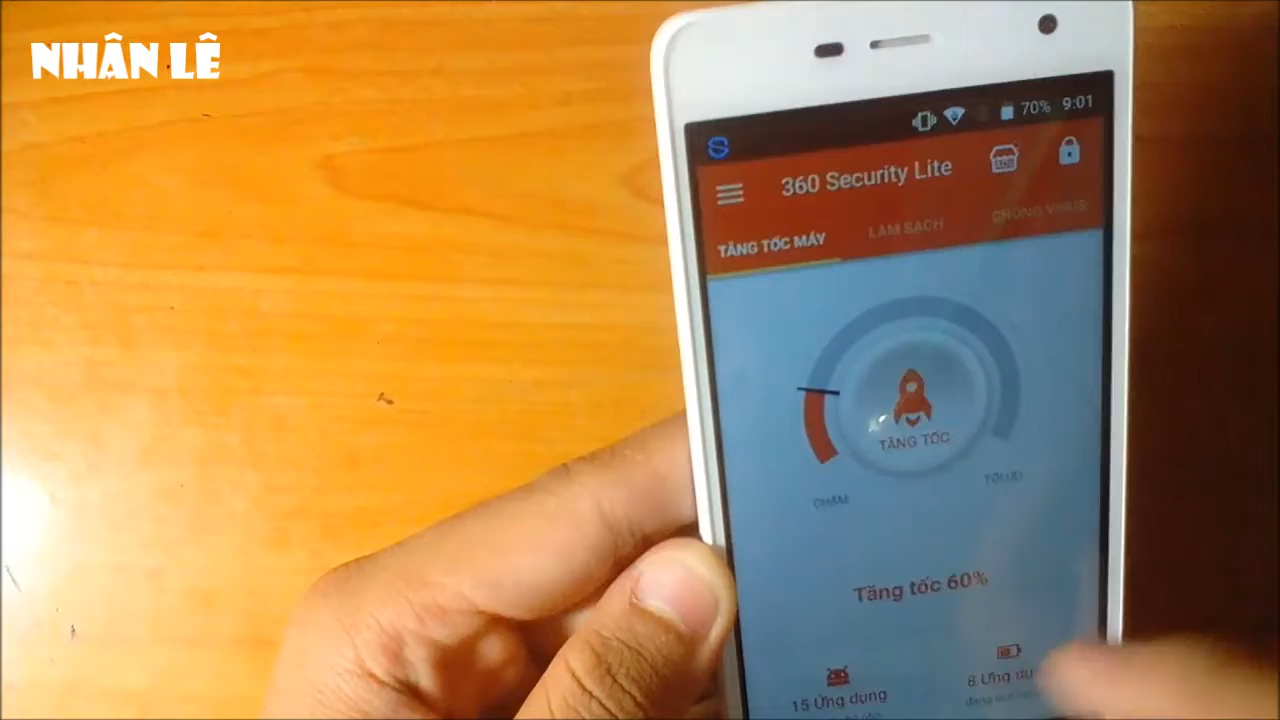 NHÂN LÊ
70% 9:01
360 Security Lite
TĂNG TỐC MÁY LÀM SẠCH CHỐNG VIRUS
TĂNG TỐC
CHẬM TỐI ƯU
Tăng tốc 60%
15 Ứng dụng 8 Ứng